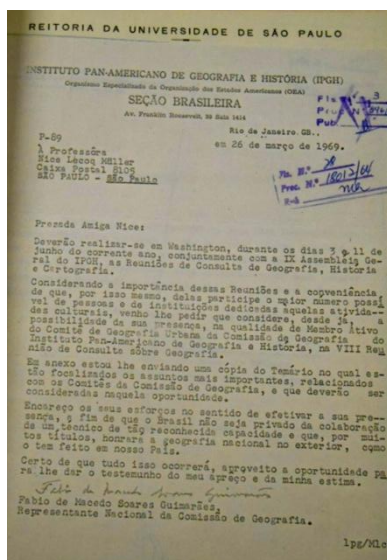 REITORIA DA UNIVERSIDADE DE SÃO PAULO
INSTITUTO PAN-AMERICANO DE GEOGRAFIA E HISTÓRIA (IPGH)
Organismo Especializado da Organização dos Estados Americanos (OEA)
SEÇÃO BRASILEIRA
Av. Franklin Roosevelt, 39 Sala 1414
Rio de Janeiro, GB.,
em 26 de março de 1969.
F-89
À Professôra
Nice Lecoq Müller
Caixa Postal 8105
SÃO PAULO - São Paulo
Fls. N.º 28
Proc. N.º
Prezada Amiga Nice:
Deverão realizar-se em Washington, durante os dias 3 a 11 de
junho do corrente ano, conjuntamente com a IX Assembleia Ge-
ral do IPGH, as Reuniões de Consulta de Geografia, História
e Cartografia.
Considerando a importância dessas Reuniões e a conveniência
de que, por isso mesmo, delas participe o maior número possí
vel de pessoas e de instituições dedicadas aquelas ativida-
des culturais, venho lhe pedir que considere, desde já, a
possibilidade da sua presença, na qualidade de Membro Ativo
do Comitê de Geografia Urbana da Comissão de Geografia do
Instituto Pan-Americano de Geografia e História, na VIII Reu
nião de Consulta sôbre Geografia.
Em anexo estou lhe enviando uma cópia do Temário no qual es-
tão focalizados os assuntos mais importantes, relacionados
com os Comitês da Comissão de Geografia, e que deverão ser
consideradas naquela oportunidade.
Encareço os seus esforços no sentido de efetivar a sua pre-
sença, a fim de que o Brasil não seja privado da colaboração
de um técnico de tão reconhecida capacidade e que, por mui-
tos títulos, honrara a geografia nacional no exterior, como
o tem feito em nosso País.
Certo de que tudo isso ocorrerá, aproveito a oportunidade pa
ra lhe dar o testemunho do meu aprêço e da minha estima.
Fabio de Macedo Soares Guimarães
Fabio de Macedo Soares Guimarães,
Representante Nacional da Comissão de Geografia.
lpg/Mlc